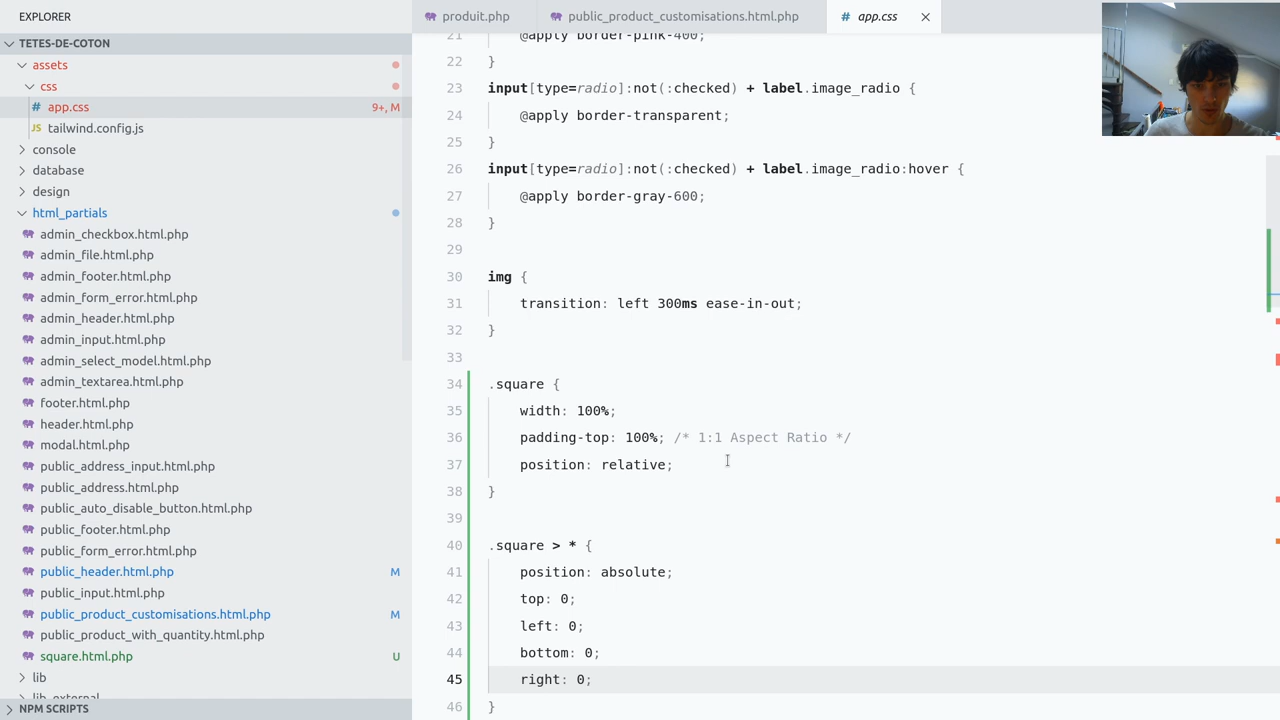 EXPLORER
TETES-DE-COTON
assets
css
# app.css 9+, M
JS tailwind.config.js
console
database
design
html_partials
admin_checkbox.html.php
admin_file.html.php
admin_footer.html.php
admin_form_error.html.php
admin_header.html.php
admin_input.html.php
admin_select_model.html.php
admin_textarea.html.php
footer.html.php
header.html.php
modal.html.php
public_address_input.html.php
public_address.html.php
public_auto_disable_button.html.php
public_footer.html.php
public_form_error.html.php
public_header.html.php M
public_input.html.php
public_product_customisations.html.php M
public_product_with_quantity.html.php
square.html.php U
lib
lib_external
NPM SCRIPTS
produit.php public_product_customisations.html.php # app.css
21 @apply border-pink-400;
22 }
23 input[type=radio]:not(:checked) + label.image_radio {
24 @apply border-transparent;
25 }
26 input[type=radio]:not(:checked) + label.image_radio:hover {
27 @apply border-gray-600;
28 }
29
30 img {
31 transition: left 300ms ease-in-out;
32 }
33
34 .square {
35 width: 100%;
36 padding-top: 100%; /* 1:1 Aspect Ratio */
37 position: relative;
38 }
39
40 .square > * {
41 position: absolute;
42 top: 0;
43 left: 0;
44 bottom: 0;
45 right: 0;
46 }